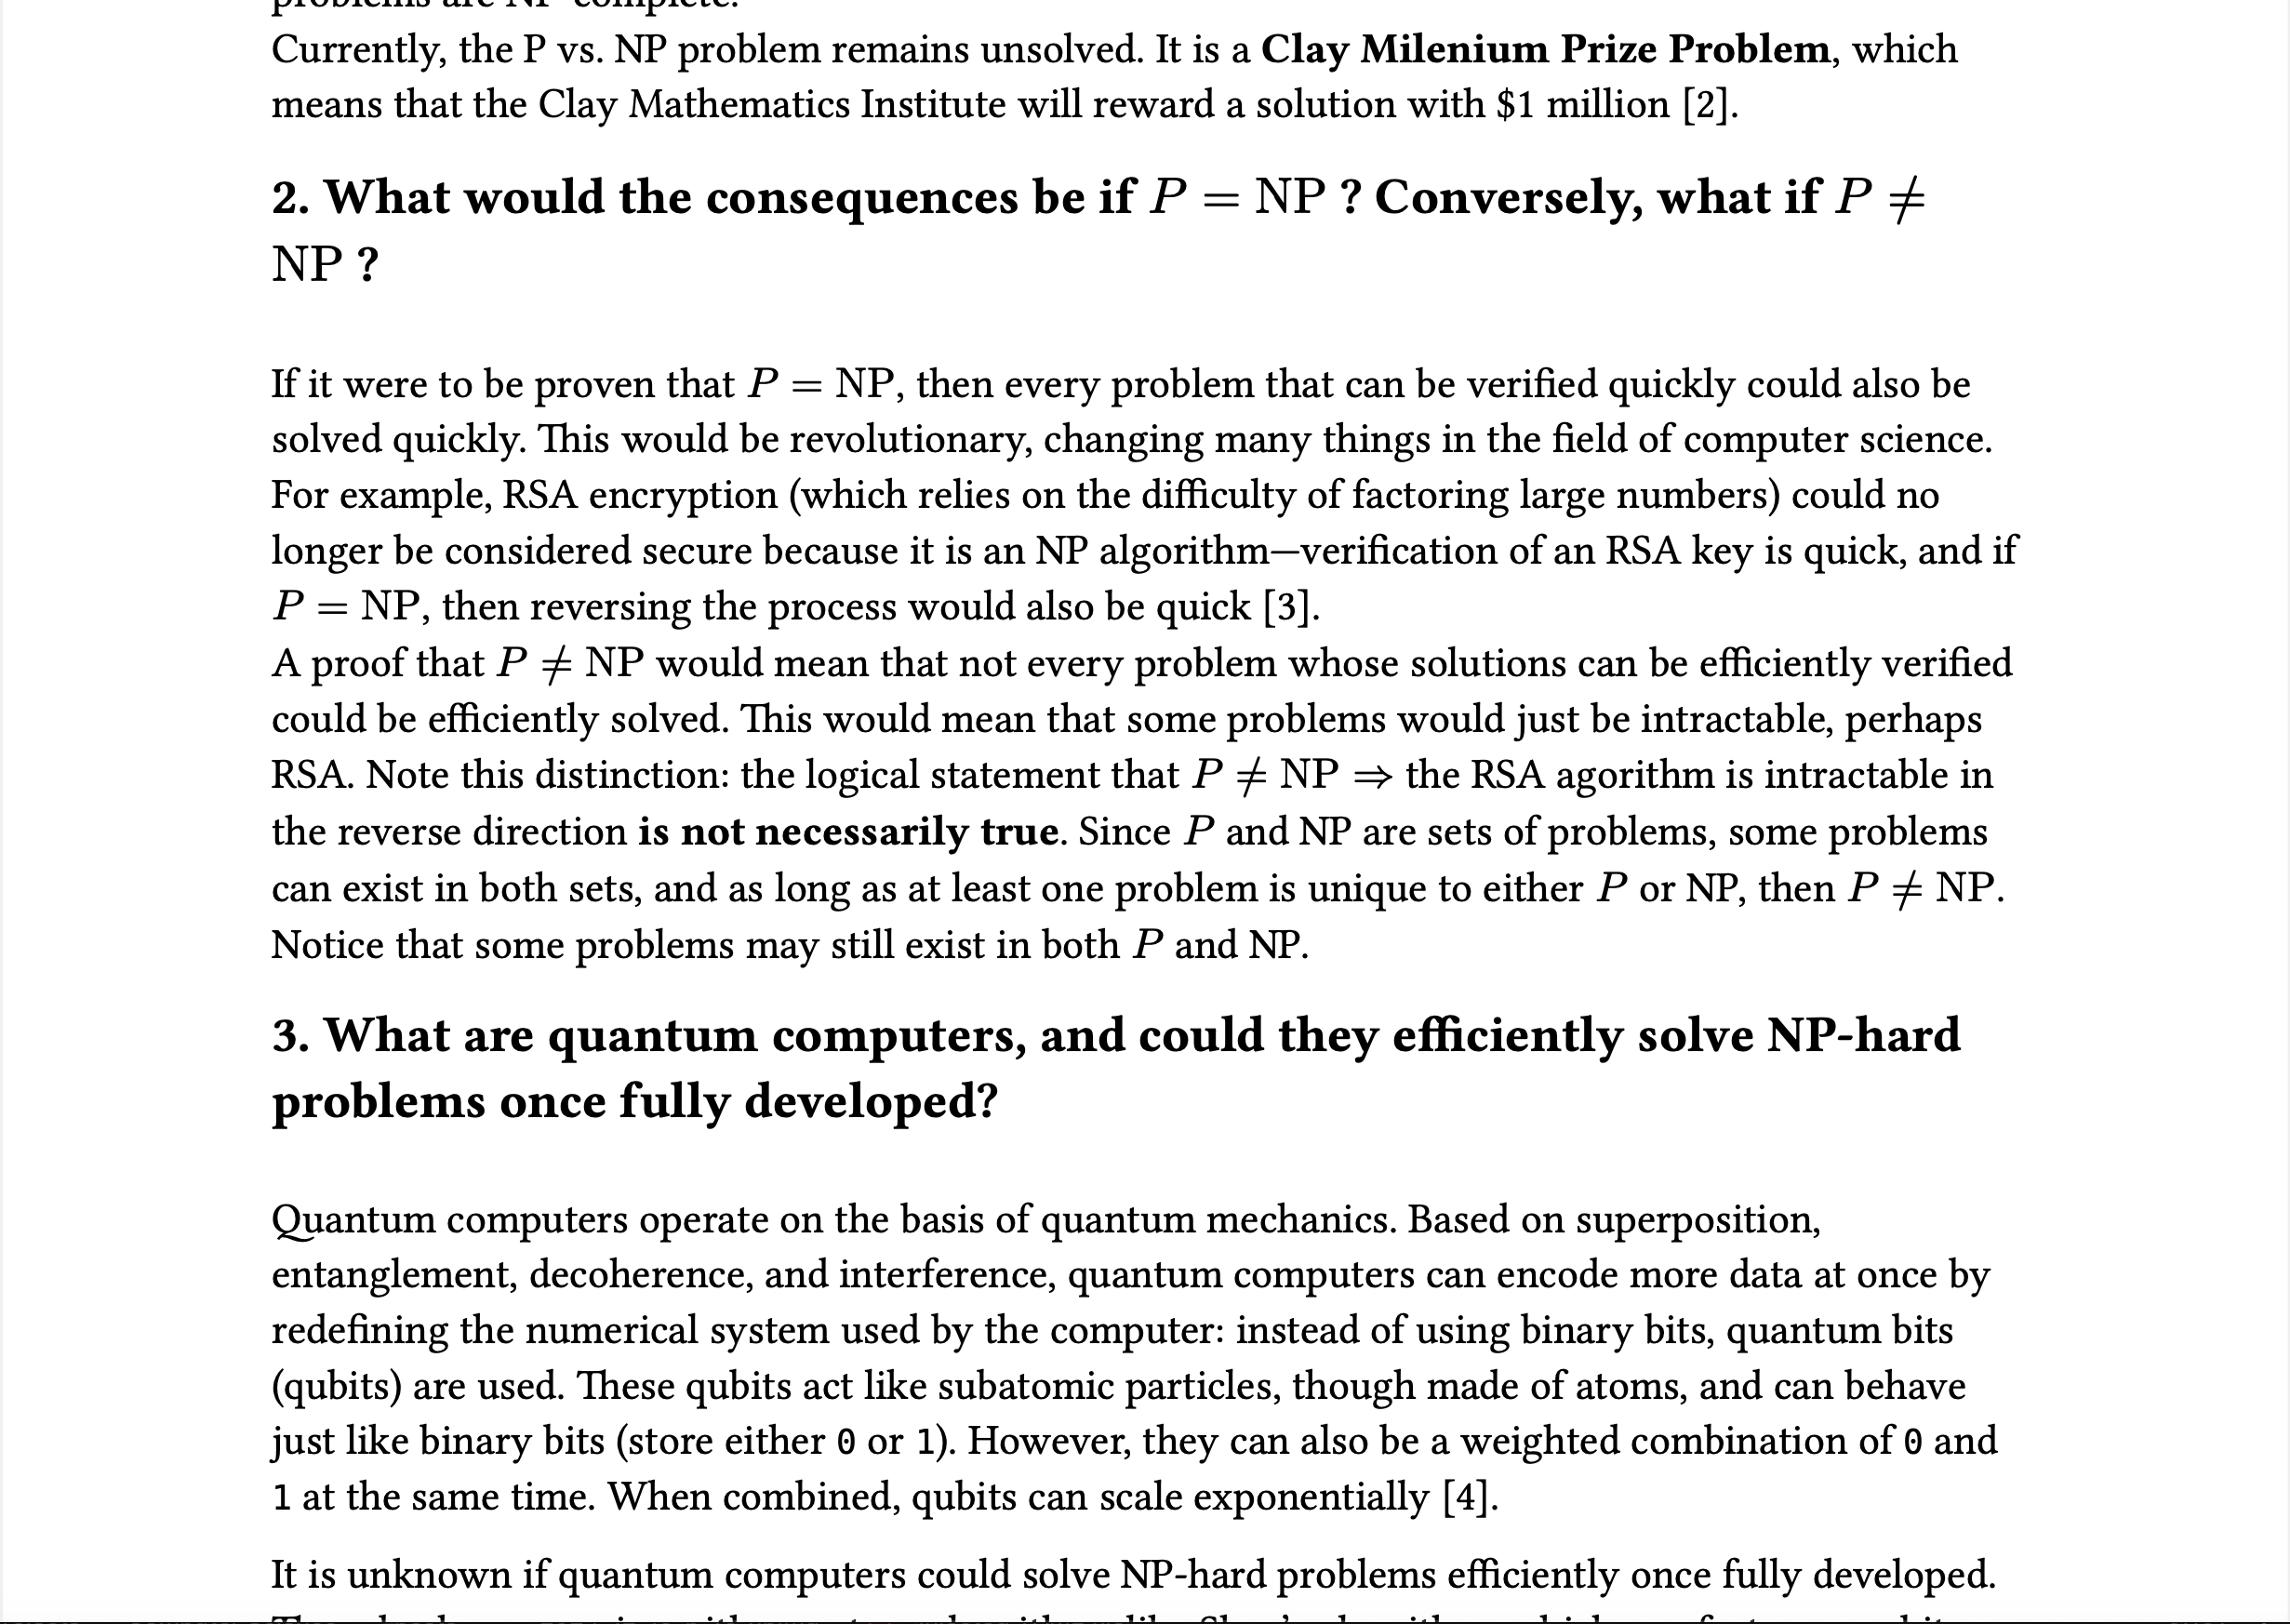 problems are NP-complete.
Currently, the P vs. NP problem remains unsolved. It is a Clay Milenium Prize Problem, which
means that the Clay Mathematics Institute will reward a solution with $1 million [2].
2. What would the consequences be if P = NP ? Conversely, what if P ≠
NP ?
If it were to be proven that P = NP, then every problem that can be verified quickly could also be
solved quickly. This would be revolutionary, changing many things in the field of computer science.
For example, RSA encryption (which relies on the difficulty of factoring large numbers) could no
longer be considered secure because it is an NP algorithm—verification of an RSA key is quick, and if
P = NP, then reversing the process would also be quick [3].
A proof that P ≠ NP would mean that not every problem whose solutions can be efficiently verified
could be efficiently solved. This would mean that some problems would just be intractable, perhaps
RSA. Note this distinction: the logical statement that P ≠ NP ⇒ the RSA agorithm is intractable in
the reverse direction is not necessarily true. Since P and NP are sets of problems, some problems
can exist in both sets, and as long as at least one problem is unique to either P or NP, then P ≠ NP.
Notice that some problems may still exist in both P and NP.
3. What are quantum computers, and could they efficiently solve NP-hard
problems once fully developed?
Quantum computers operate on the basis of quantum mechanics. Based on superposition,
entanglement, decoherence, and interference, quantum computers can encode more data at once by
redefining the numerical system used by the computer: instead of using binary bits, quantum bits
(qubits) are used. These qubits act like subatomic particles, though made of atoms, and can behave
just like binary bits (store either 0 or 1). However, they can also be a weighted combination of 0 and
1 at the same time. When combined, qubits can scale exponentially [4].
It is unknown if quantum computers could solve NP-hard problems efficiently once fully developed.